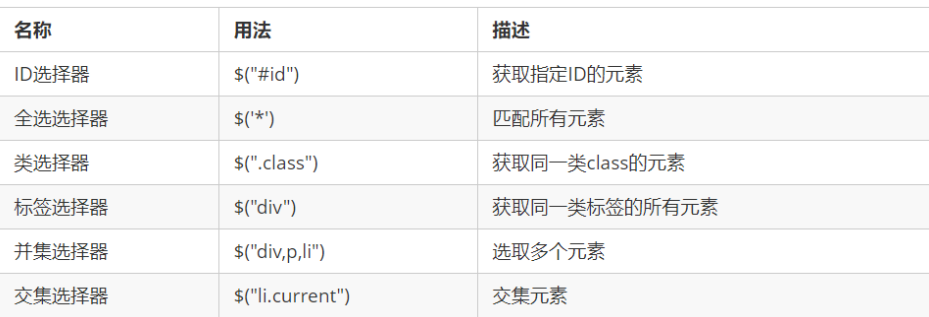 名称 用法 描述
ID选择器 $("#id") 获取指定ID的元素
全选选择器 $('*') 匹配所有元素
类选择器 $(".class") 获取同一类class的元素
标签选择器 $("div") 获取同一类标签的所有元素
并集选择器 $("div,p,li") 选取多个元素
交集选择器 $("li.current") 交集元素